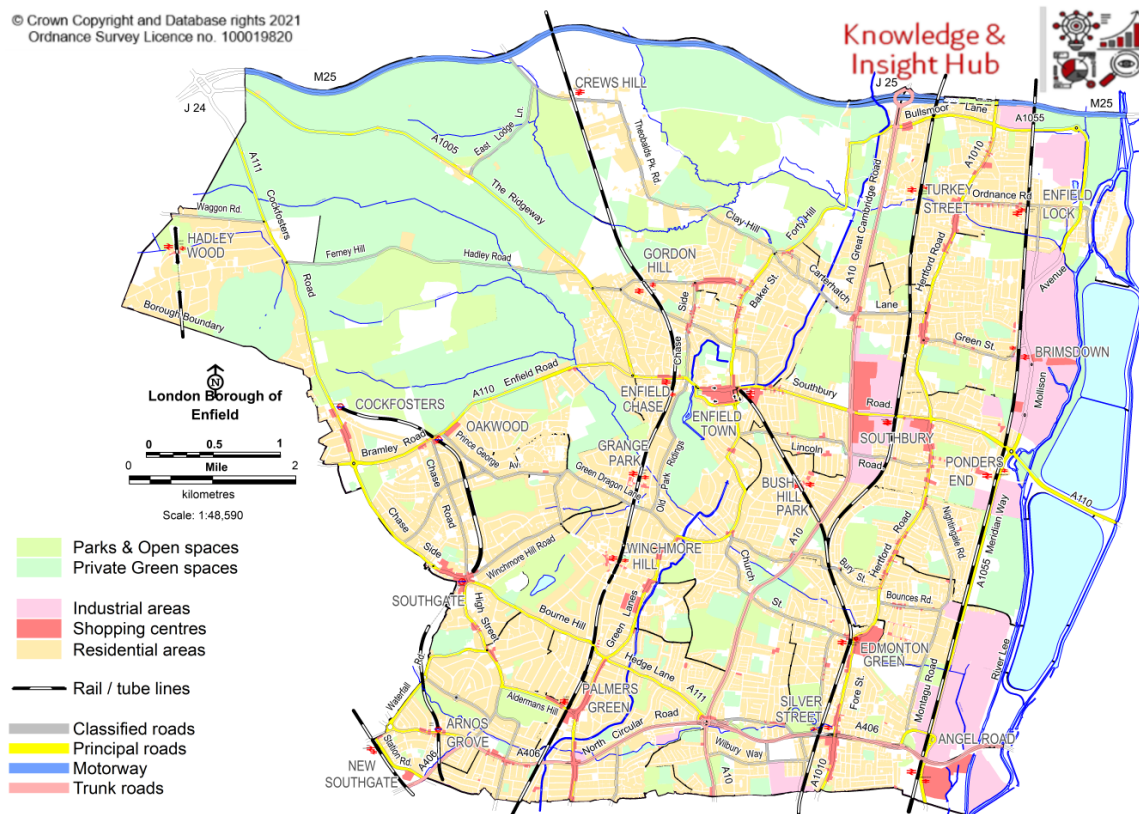 © Crown Copyright and Database rights 2021
Ordnance Survey Licence no. 100019820
Knowledge &
Insight Hub
M25
J 24
CREWS HILL
J 25
M25
Bullsmoor
Lane
A1055
A111
A1005
East Lodge Ln.
Theobalds Pk. Rd.
A1010
The Ridgeway
TURKEY
STREET
Ordnance Rd
ENFIELD
LOCK
Waggon Rd.
Cockfosters
Road
HADLEY
WOOD
Ferney Hill
Hadley Road
Clay-Hill
Forty-Hill
A10 Great Cambridge Road
Hertford Road
GORDON
HILL
Side
Baker St.
Carterhatch
Lane
Avenue
Borough Boundary
Green St.
BRIMSDOWN
Mollison
N
London Borough of
Enfield
0 0.5 1
Mile
0 2
kilometres
Scale: 1:48,590
A110
Enfield Road
Chase
ENFIELD
CHASE
ENFIELD
TOWN
Southbury
Road
SOUTHBURY
COCKFOSTERS
OAKWOOD
Bramley Road
Prince George
Av.
GRANGE
PARK
Green Dragon Lane
Old Park Ridings
Lincoln
Road
BUSH
HILL
PARK
PONDERS
END
A110
Chase
Road
Chase
Side
A10
Nightingale Rd.
A1055 Meridian Way
Hertford Road
Winchmore Hill Road
WINCHMORE
HILL
Church
St.
Bury St.
Bounces Rd.
SOUTHGATE
High Street
Bourne Hill
Green Lanes
EDMONTON
GREEN
River Lee
Hedge Lane
A111
Montagu Road
Waterfall
Rd.
Aldermans Hill
PALMERS
GREEN
SILVER
STREET
Fore St.
ARNOS
GROVE
A406
North Circular Road
Wilbury Way
A406
ANGEL ROAD
Station Rd.
A406
NEW
SOUTHGATE
A10
A1010
Parks & Open spaces
Private Green spaces
Industrial areas
Shopping centres
Residential areas
Rail / tube lines
Classified roads
Principal roads
Motorway
Trunk roads